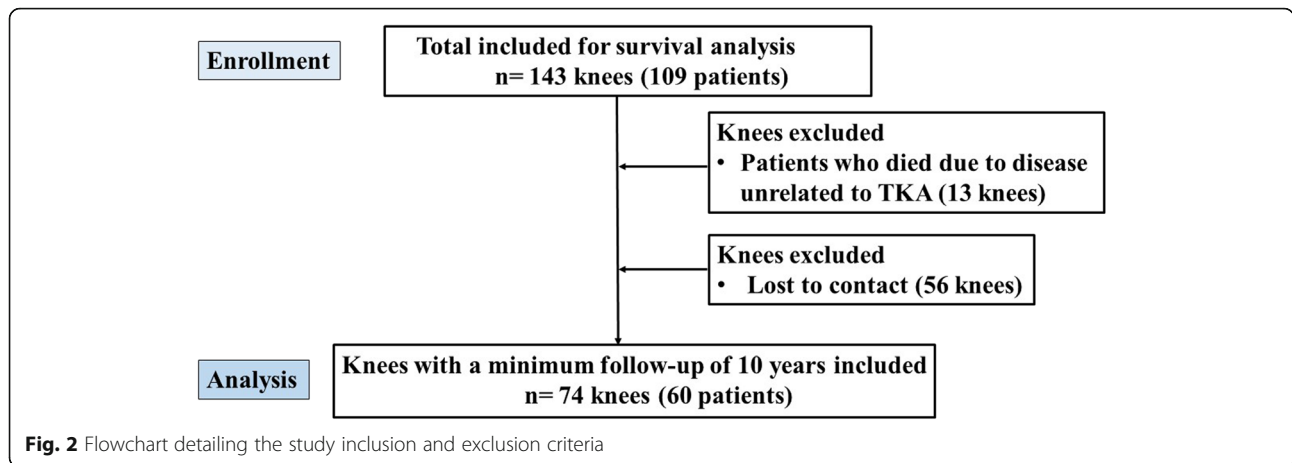 Enrollment
Total included for survival analysis
n= 143 knees (109 patients)
Knees excluded
• Patients who died due to disease
unrelated to TKA (13 knees)
Knees excluded
• Lost to contact (56 knees)
Analysis
Knees with a minimum follow-up of 10 years included
n= 74 knees (60 patients)
Fig. 2 Flowchart detailing the study inclusion and exclusion criteria